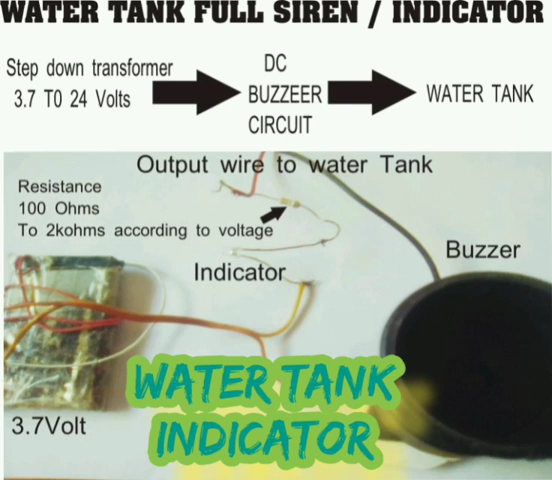 WATER TANK FULL SIREN / INDICATOR
Step down transformer
3.7 T0 24 Volts
DC
BUZZEER
CIRCUIT
WATER TANK
Output wire to water Tank
Resistance
100 Ohms
To 2kohms according to voltage
Buzzer
Indicator
WATER TANK
INDICATOR
3.7Volt